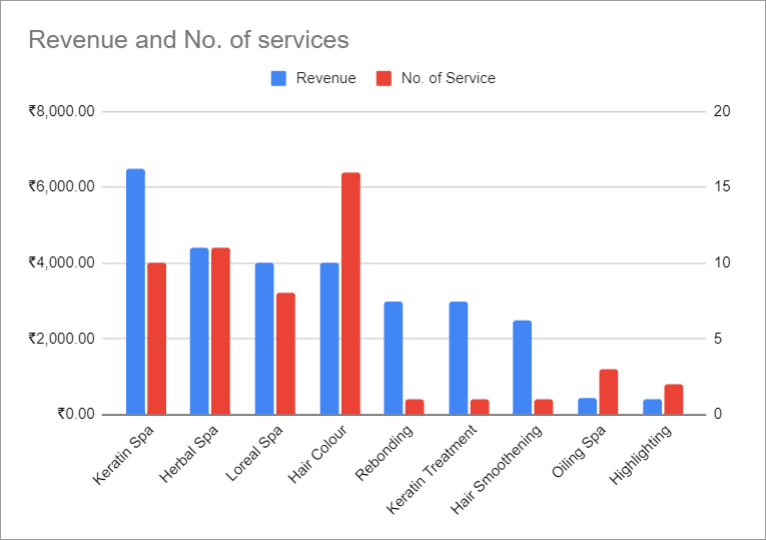 Revenue and No. of services
Revenue No. of Service
₹8,000.00 20
₹6,000.00 15
₹4,000.00 10
₹2,000.00 5
₹0.00 0
Keratin Spa
Herbal Spa
Loreal Spa
Hair Colour
Rebonding
Keratin Treatment
Hair Smoothening
Oiling Spa
Highlighting